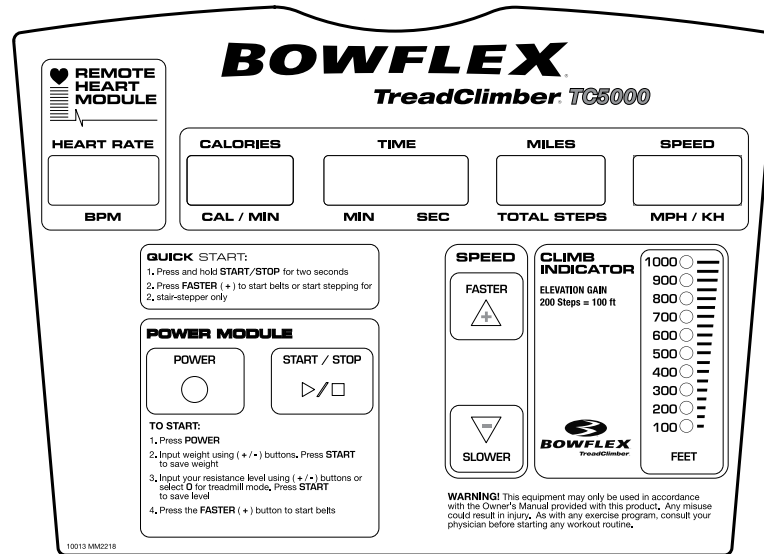 BOWFLEX
TreadClimber TC5000
REMOTE
HEART
MODULE
HEART RATE
BPM
CALORIES
CAL / MIN
TIME
MIN SEC
MILES
TOTAL STEPS
SPEED
MPH / KH
QUICK START:
1. Press and hold START/STOP for two seconds
2. Press FASTER ( + ) to start belts or start stepping for
2. stair-stepper only
POWER MODULE
POWER
START / STOP
TO START:
1. Press POWER
2. Input weight using ( + / - ) buttons. Press START
to save weight
3. Input your resistance level using ( + / - ) buttons or
select 0 for treadmill mode. Press START
to save level
4. Press the FASTER ( + ) button to start belts
SPEED
FASTER
+
-
SLOWER
CLIMB
INDICATOR
ELEVATION GAIN
200 Steps = 100 ft
BOWFLEX
TreadClimber
1000
900
800
700
600
500
400
300
200
100
FEET
WARNING! This equipment may only be used in accordance
with the Owner's Manual provided with this product. Any misuse
could result in injury. As with any exercise program, consult your
physician before starting any workout routine.
10013 MM2218